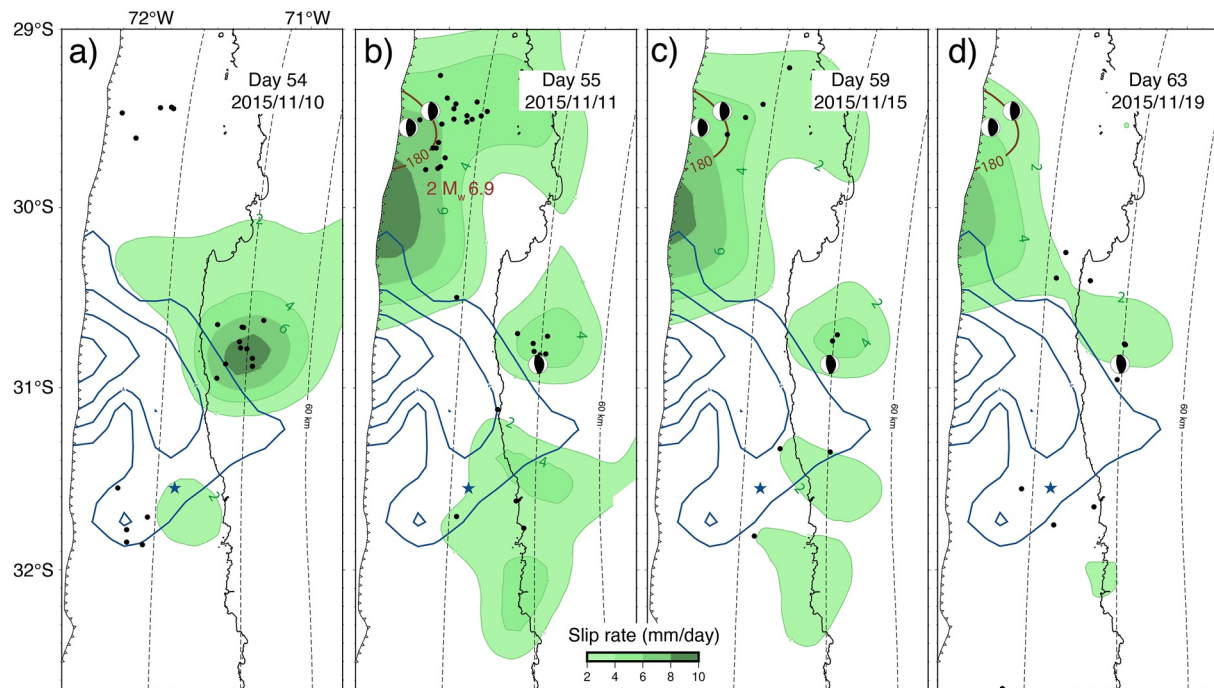 72°W 71°W
29°S
30°S
31°S
32°S
a)
Day 54
2015/11/10
2
4
6
2
60 km
b)
Day 55
2015/11/11
180
2 Mw 6.9
4
6
4
2
4
60 km
c)
Day 59
2015/11/15
180
4
6
2
2
4
2
60 km
d)
Day 63
2015/11/19
180
2
4
2
60 km
Slip rate (mm/day)
2 4 6 8 10